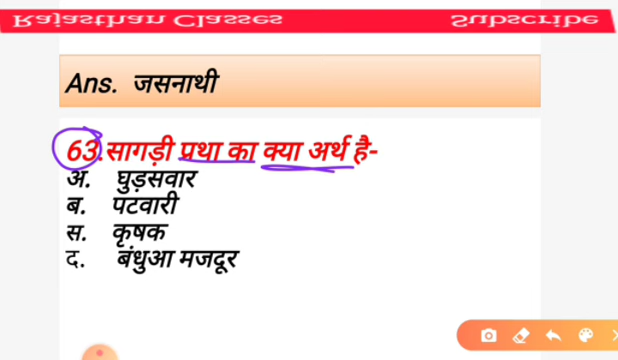 Rajasthan Classes Subscribe
Ans. जसनाथी
63.सागड़ी प्रथा का क्या अर्थ है-
अ. घुड़सवार
ब. पटवारी
स. कृषक
द. बंधुआ मजदूर